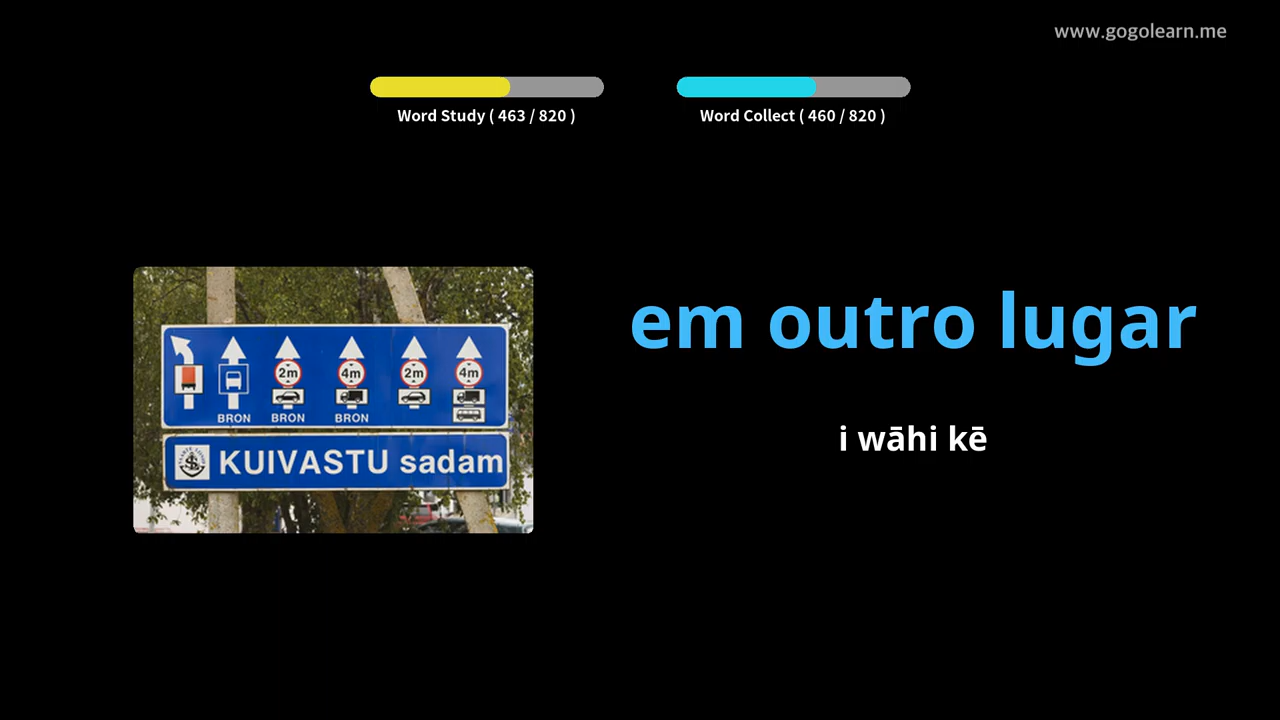 www.gogolearn.me
Word Study ( 463 / 820 )
Word Collect ( 460 / 820 )
em outro lugar
i wāhi kē
2m 4m 2m 4m
BRON BRON BRON
KUIVASTU sadam